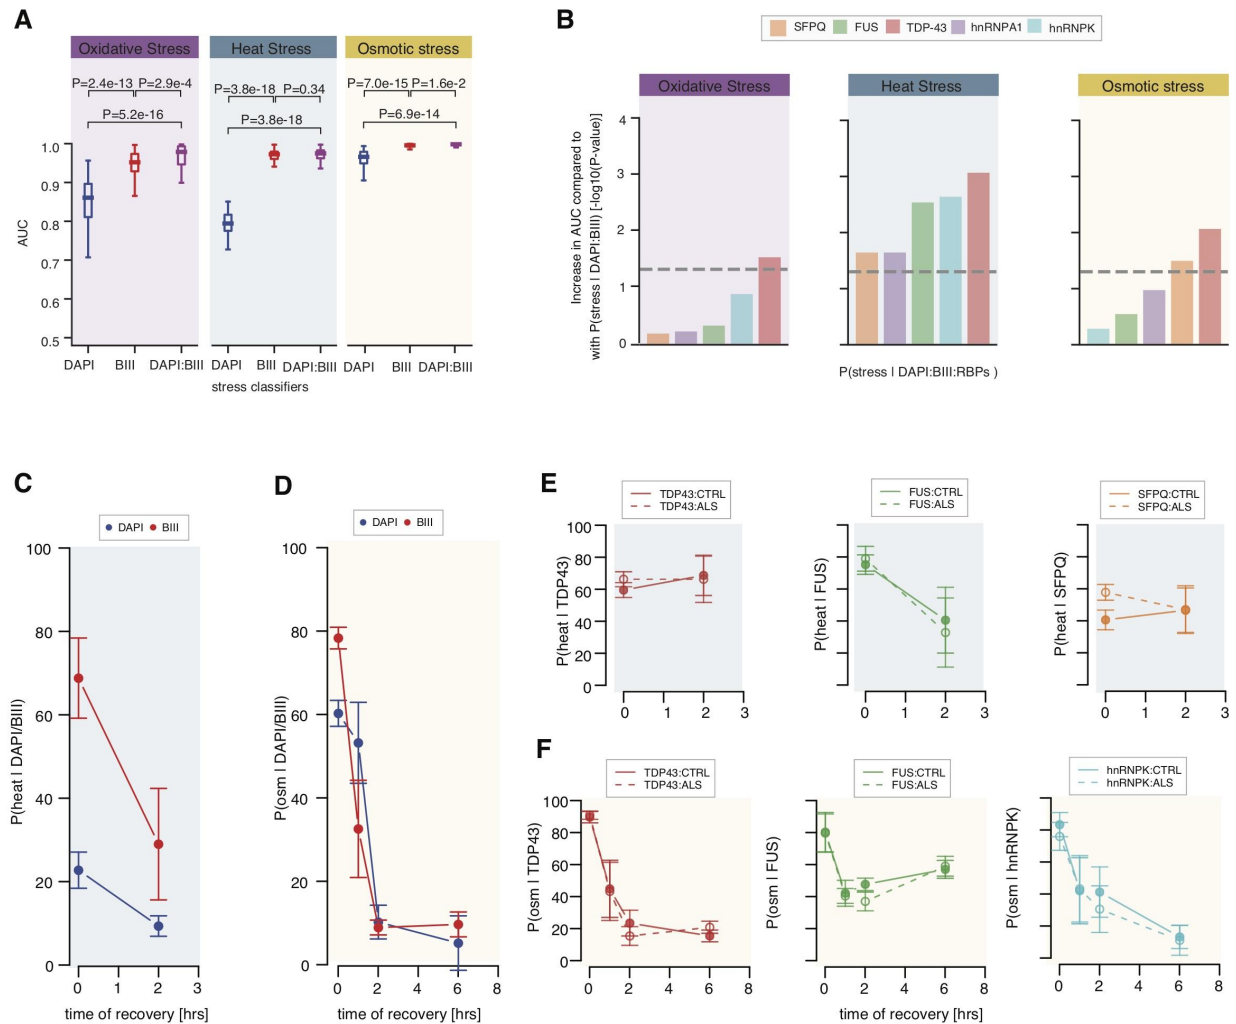 A
Oxidative Stress
Heat Stress
Osmotic stress
P=2.4e-13
P=2.9e-4
P=5.2e-16
P=3.8e-18
P=0.34
P=3.8e-18
P=7.0e-15
P=1.6e-2
P=6.9e-14
AUC
1.0
0.9
0.8
0.7
0.6
0.5
DAPI
BIII
DAPI:BIII
DAPI
BIII
DAPI:BIII
DAPI
BIII
DAPI:BIII
stress classifiers
B
SFPQ
FUS
TDP-43
hnRNPA1
hnRNPK
Oxidative Stress
Heat Stress
Osmotic stress
Increase in AUC compared to
with P(stress I DAPI:BIII) [-log10(P-value)]
4
3
2
1
0
P(stress I DAPI:BIII:RBPs )
C
DAPI
BIII
P(heat I DAPI/BIII)
100
80
60
40
20
0
0
1
2
3
time of recovery [hrs]
D
DAPI
BIII
P(osm I DAPI/BIII)
100
80
60
40
20
0
0
2
4
6
8
time of recovery [hrs]
E
TDP43:CTRL
TDP43:ALS
P(heat I TDP43)
100
80
60
40
20
0
0
1
2
3
FUS:CTRL
FUS:ALS
P(heat I FUS)
0
1
2
3
SFPQ:CTRL
SFPQ:ALS
P(heat I SFPQ)
0
1
2
3
F
TDP43:CTRL
TDP43:ALS
P(osm I TDP43)
100
80
60
40
20
0
0
2
4
6
8
FUS:CTRL
FUS:ALS
P(osm I FUS)
0
2
4
6
8
time of recovery [hrs]
hnRNPK:CTRL
hnRNPK:ALS
P(osm I hnRNPK)
0
2
4
6
8